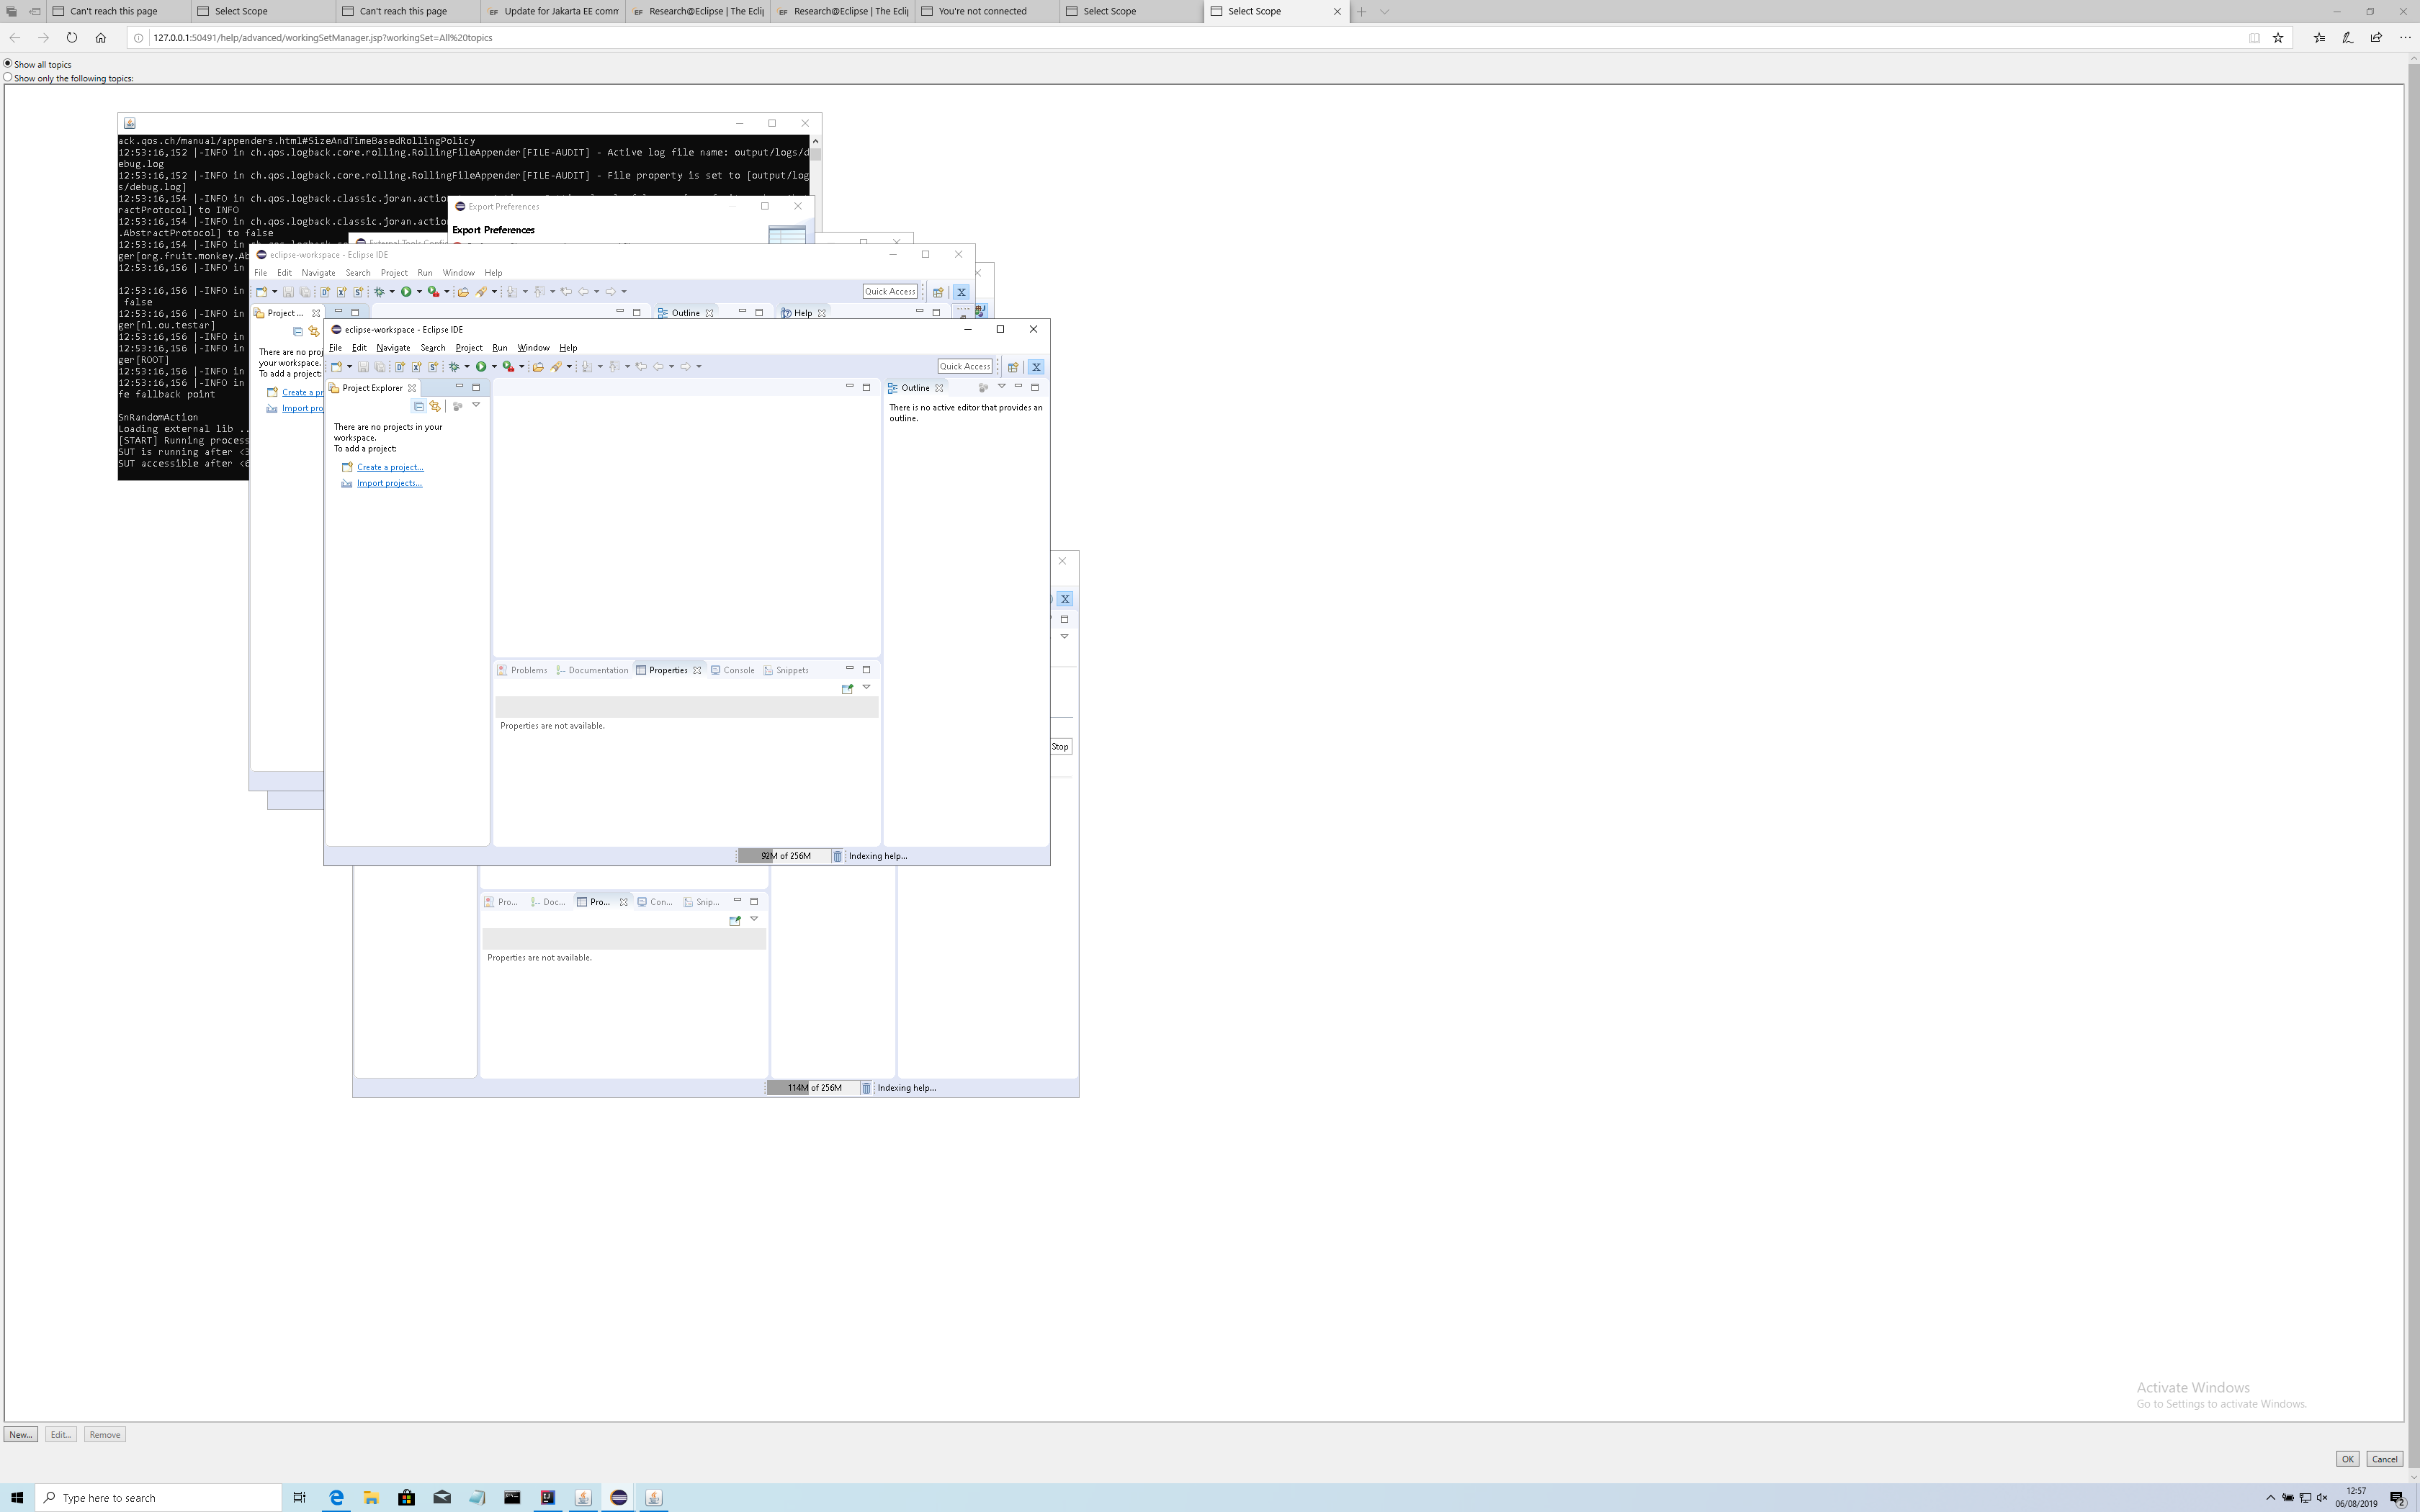 Can't reach this page
Select Scope
Can't reach this page
Update for Jakarta EE comm
Research@Eclipse | The Ecli
Research@Eclipse | The Ecli
You're not connected
Select Scope
Select Scope
127.0.0.1:50491/help/advanced/workingSetManager.jsp?workingSet=All%20topics
Show all topics
Show only the following topics:
ack.qos.ch/manual/appenders.html#SizeAndTimeBasedRollingPolicy
12:53:16,152 |-INFO in ch.qos.logback.core.rolling.RollingFileAppender[FILE-AUDIT] - Active log file name: output/logs/d
ebug.log
12:53:16,152 |-INFO in ch.qos.logback.core.rolling.RollingFileAppender[FILE-AUDIT] - File property is set to [output/log
s/debug.log]
12:53:16,154 |-INFO in ch.qos.logback.classic.joran.actio
ractProtocol] to INFO
12:53:16,154 |-INFO in ch.qos.logback.classic.joran.actio
.AbstractProtocol] to false
12:53:16,154 |-INFO in
ger[org.fruit.monkey.Ab
12:53:16,156 |-INFO in
12:53:16,156 |-INFO in
false
12:53:16,156 |-INFO in
ger[nl.ou.testar]
12:53:16,156 |-INFO in
12:53:16,156 |-INFO in
ger[ROOT]
12:53:16,156 |-INFO in
12:53:16,156 |-INFO in
fe fallback point
SnRandomAction
Loading external lib ..
[START] Running process
SUT is running after <3
SUT accessible after <6
Export Preferences
Export Preferences
External Tools Config
eclipse-workspace - Eclipse IDE
File Edit Navigate Search Project Run Window Help
Quick Access
Project ...
Outline
Help
There are no proj
your workspace.
To add a project:
Create a pr
Import pro
eclipse-workspace - Eclipse IDE
File Edit Navigate Search Project Run Window Help
Quick Access
Project Explorer
Outline
There are no projects in your
workspace.
To add a project:
Create a project...
Import projects...
There is no active editor that provides an
outline.
Problems Documentation Properties Console Snippets
Properties are not available.
92M of 256M
Indexing help...
Stop
Pro... Doc... Pro... Con... Snip...
Properties are not available.
114M of 256M
Indexing help...
Activate Windows
Go to Settings to activate Windows.
New... Edit... Remove
OK Cancel
Type here to search
12:57
06/08/2019
2